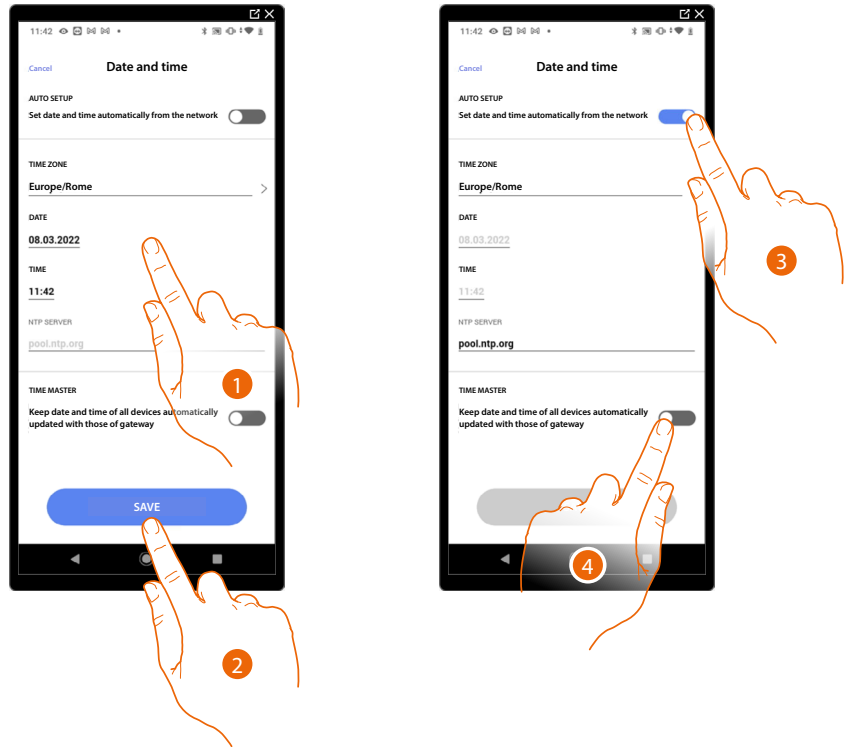 11:42
Cancel
Date and time
AUTO SETUP
Set date and time automatically from the network
TIME ZONE
Europe/Rome
DATE
08.03.2022
TIME
11:42
NTP SERVER
pool.ntp.org
TIME MASTER
Keep date and time of all devices automatically
updated with those of gateway
SAVE
1
2
11:42
Cancel
Date and time
AUTO SETUP
Set date and time automatically from the network
TIME ZONE
Europe/Rome
DATE
08.03.2022
TIME
11:42
NTP SERVER
pool.ntp.org
TIME MASTER
Keep date and time of all devices automatically
updated with those of gateway
3
4